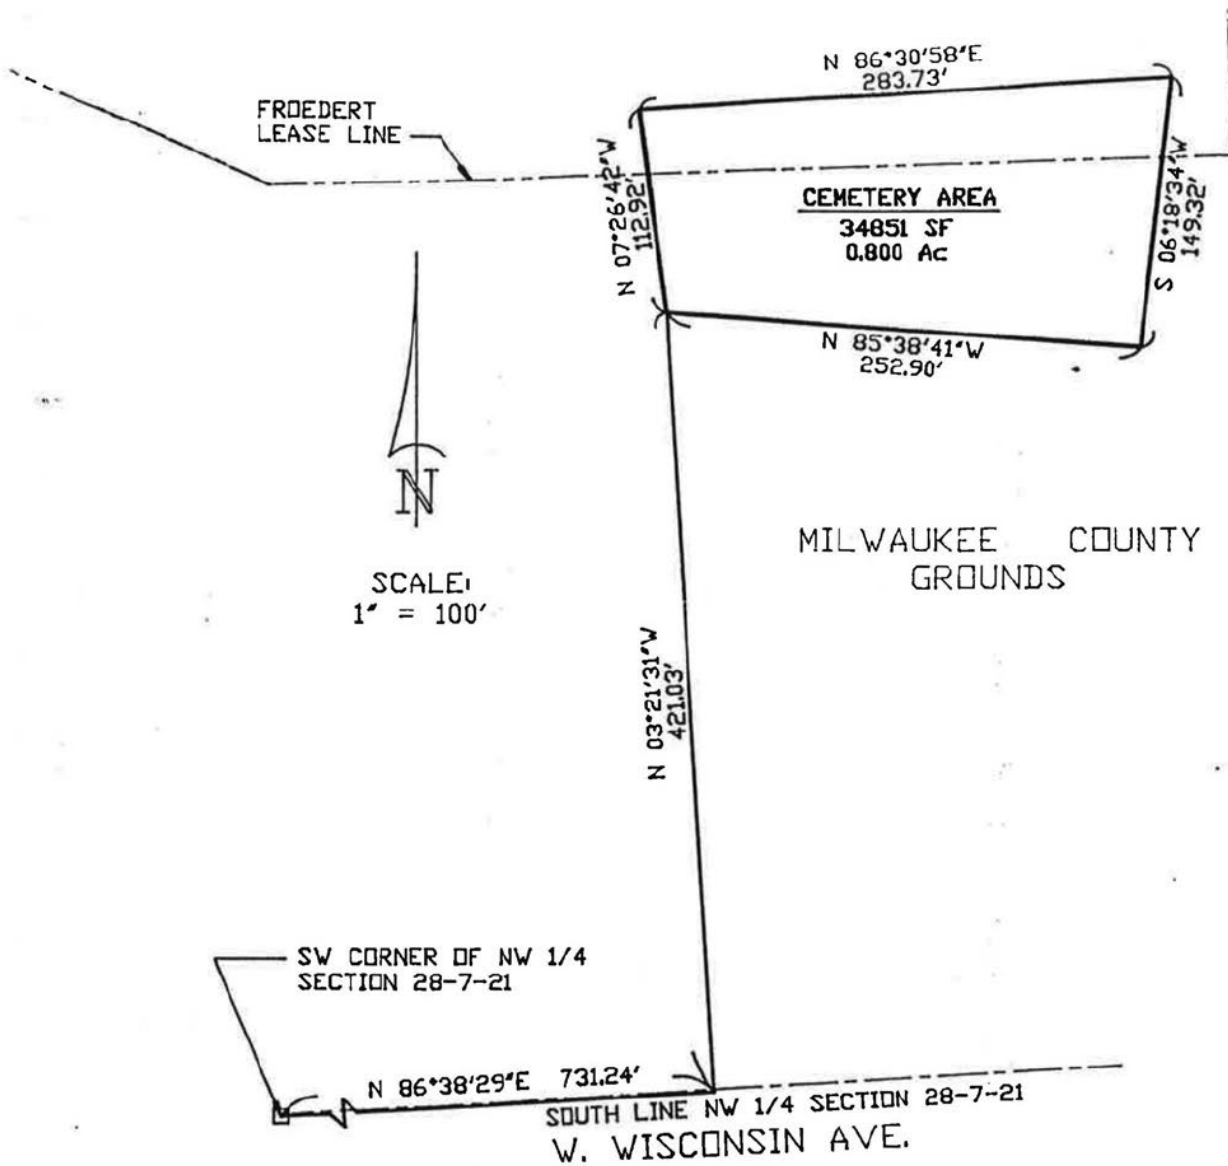 N 86°30'58"E
283.73'
FROEDERT
LEASE LINE
N 07°26'42"W
112.92'
CEMETERY AREA
34851 SF
0.800 Ac
S 06°18'34"W
149.32'
N 85°38'41"W
252.90'
N
SCALE:
1" = 100'
MILWAUKEE COUNTY
GROUNDS
N 03°21'31"W
421.03'
SW CORNER OF NW 1/4
SECTION 28-7-21
N 86°38'29"E 731.24'
SOUTH LINE NW 1/4 SECTION 28-7-21
W. WISCONSIN AVE.